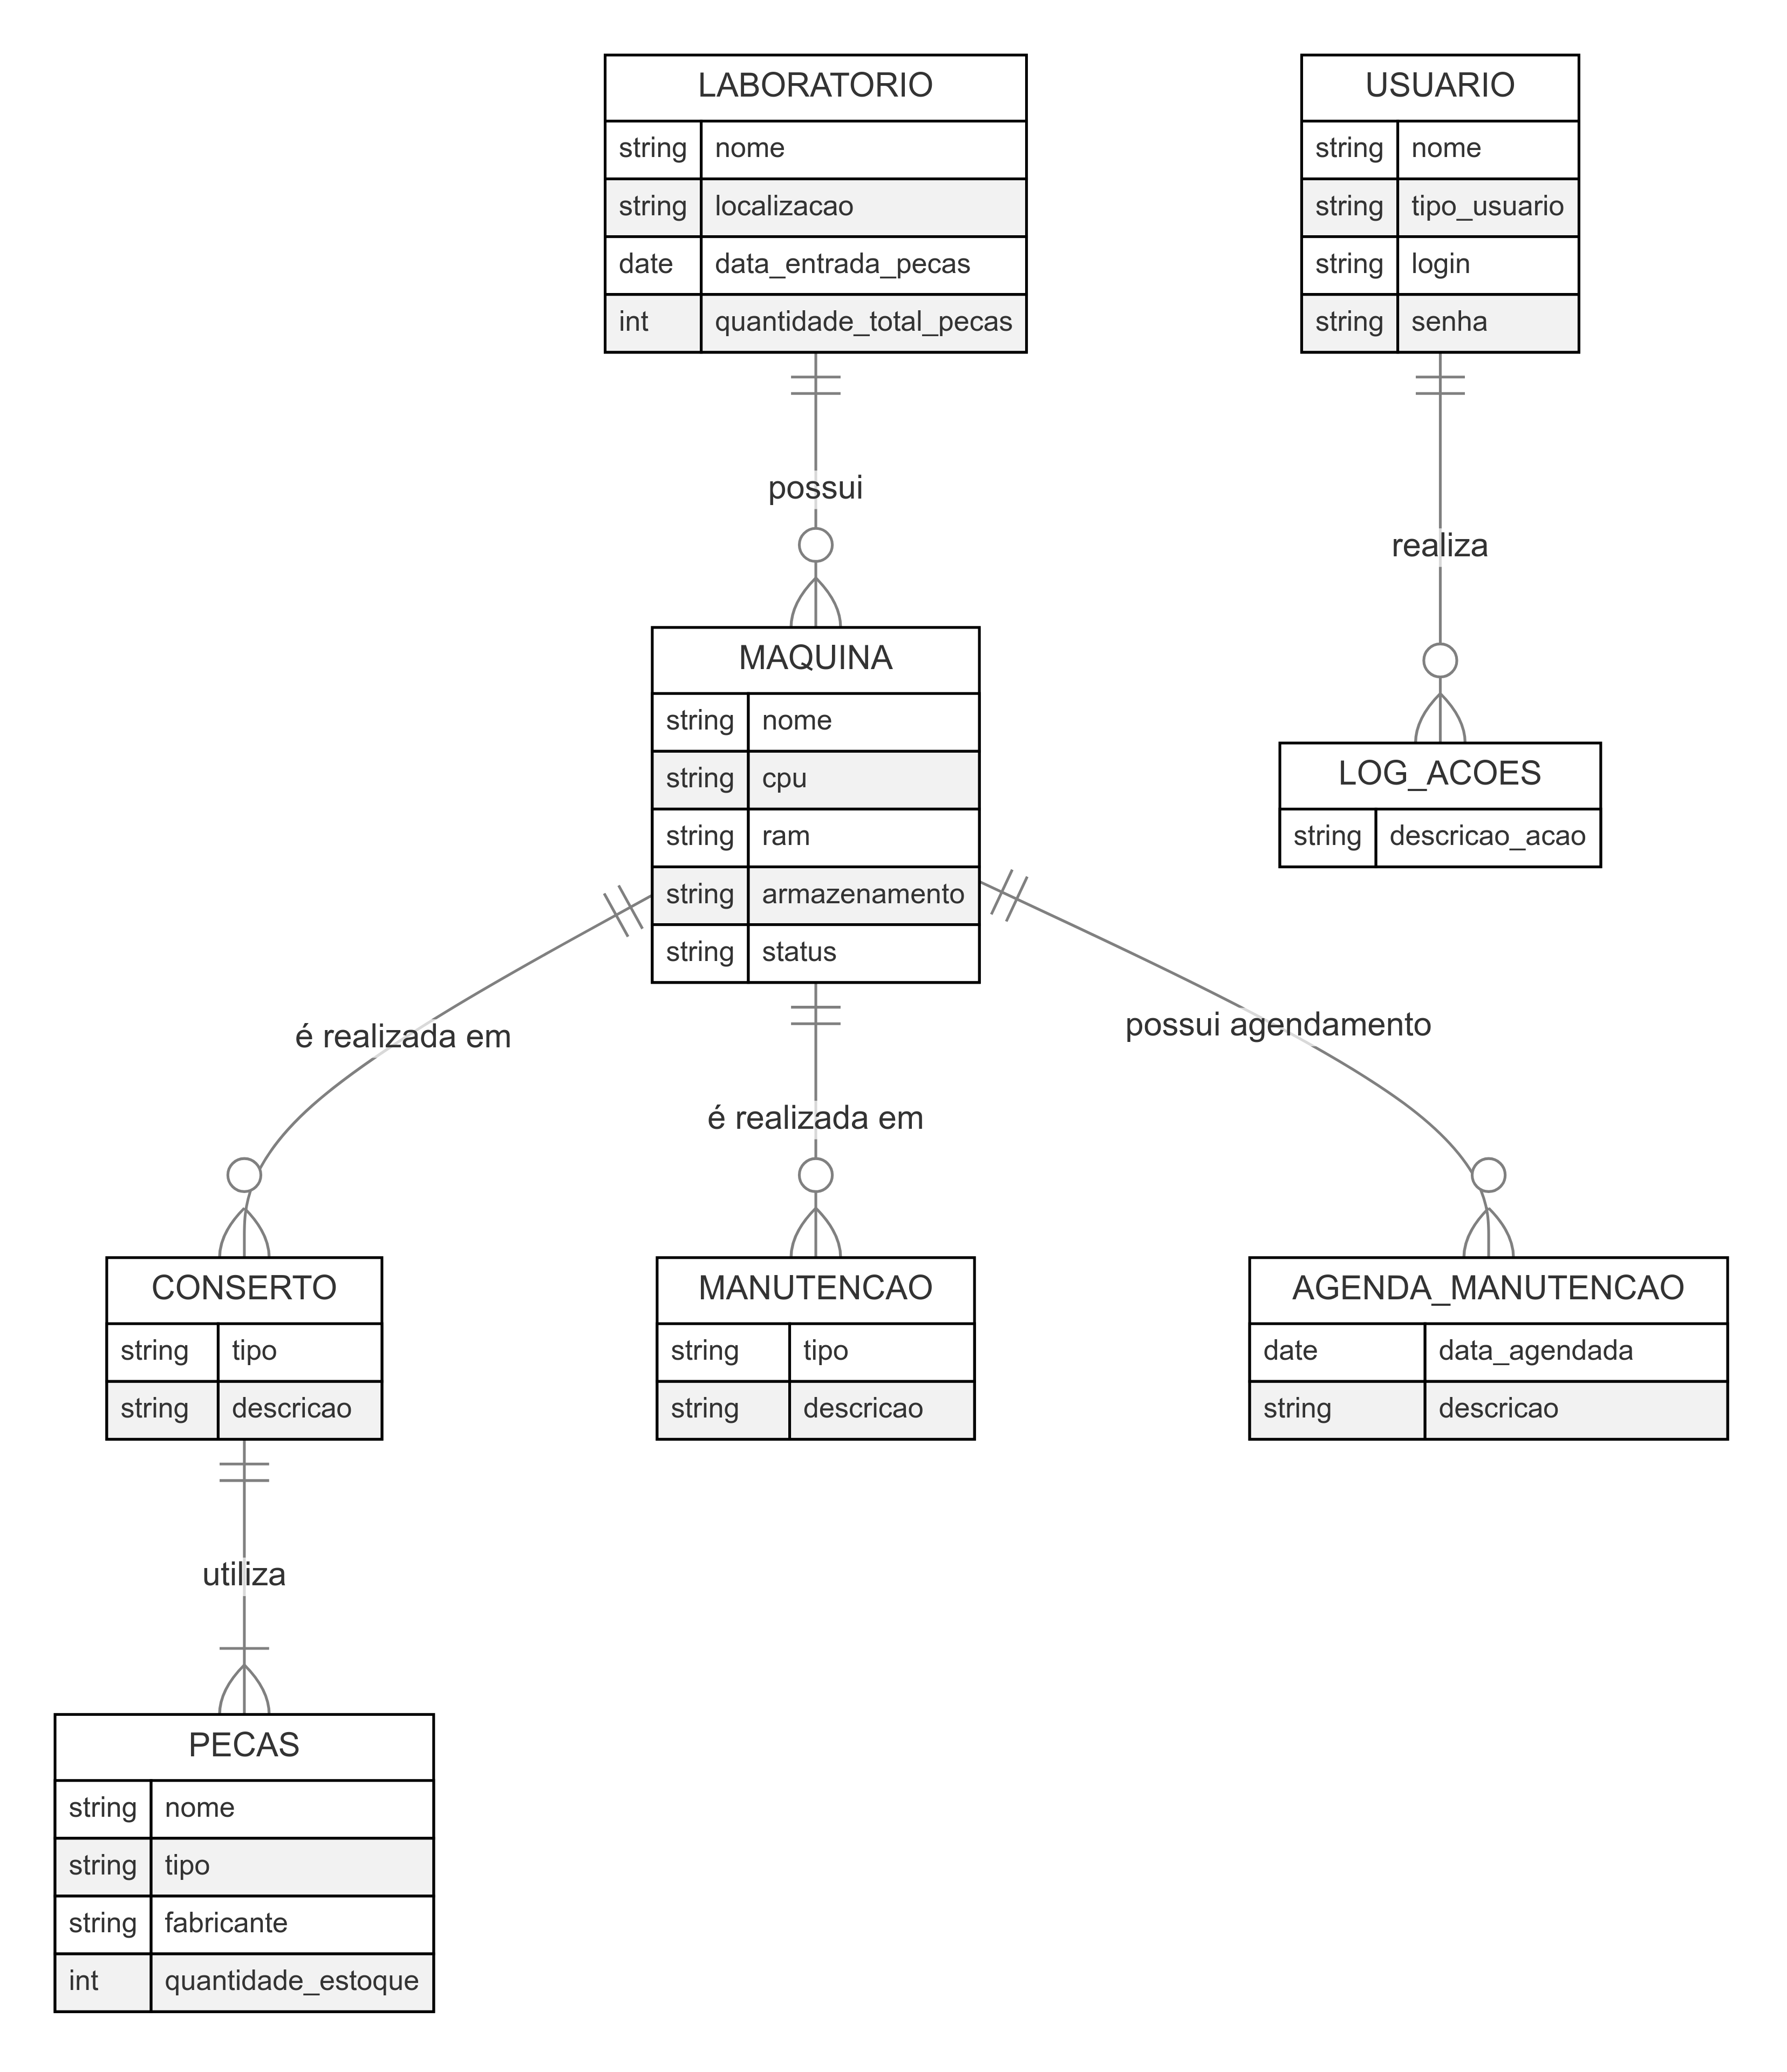 LABORATORIO
string nome
string localizacao
date data_entrada_pecas
int quantidade_total_pecas
USUARIO
string nome
string tipo_usuario
string login
string senha
possui
realiza
MAQUINA
string nome
string cpu
string ram
string armazenamento
string status
LOG_ACOES
string descricao_acao
é realizada em
é realizada em
possui agendamento
CONSERTO
string tipo
string descricao
MANUTENCAO
string tipo
string descricao
AGENDA_MANUTENCAO
date data_agendada
string descricao
utiliza
PECAS
string nome
string tipo
string fabricante
int quantidade_estoque